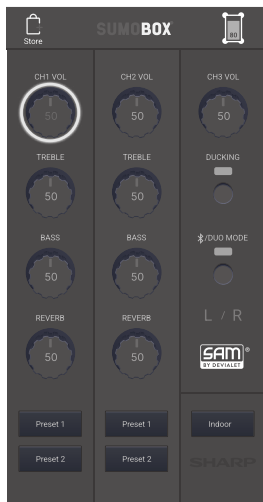 SUMOBOX
80
Store
CH1 VOL
CH2 VOL
CH3 VOL
50
50
50
TREBLE
TREBLE
DUCKING
50
50
BASS
BASS
/DUO MODE
50
50
REVERB
REVERB
L / R
50
50
SAM®
BY DEVIALET
Preset 1
Preset 1
Indoor
Preset 2
Preset 2
SHARP